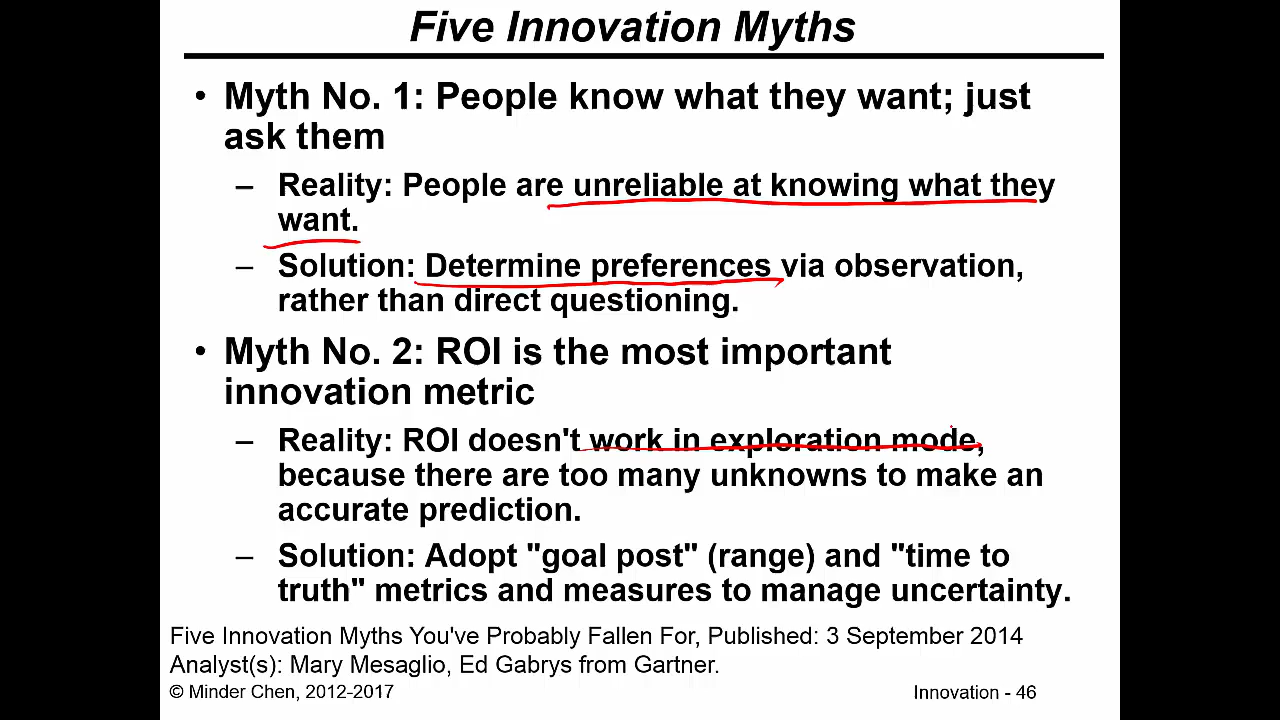 Five Innovation Myths
• Myth No. 1: People know what they want; just
ask them
– Reality: People are unreliable at knowing what they
want.
– Solution: Determine preferences via observation,
rather than direct questioning.
• Myth No. 2: ROI is the most important
innovation metric
– Reality: ROI doesn't work in exploration mode,
because there are too many unknowns to make an
accurate prediction.
– Solution: Adopt "goal post" (range) and "time to
truth" metrics and measures to manage uncertainty.
Five Innovation Myths You've Probably Fallen For, Published: 3 September 2014
Analyst(s): Mary Mesaglio, Ed Gabrys from Gartner.
© Minder Chen, 2012-2017
Innovation - 46